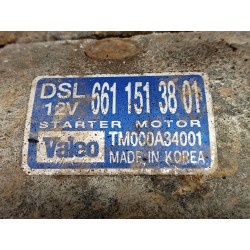 DSL 661 151 38 01
12V
STARTER MOTOR
Valeo TM000A34001
MADE IN KOREA